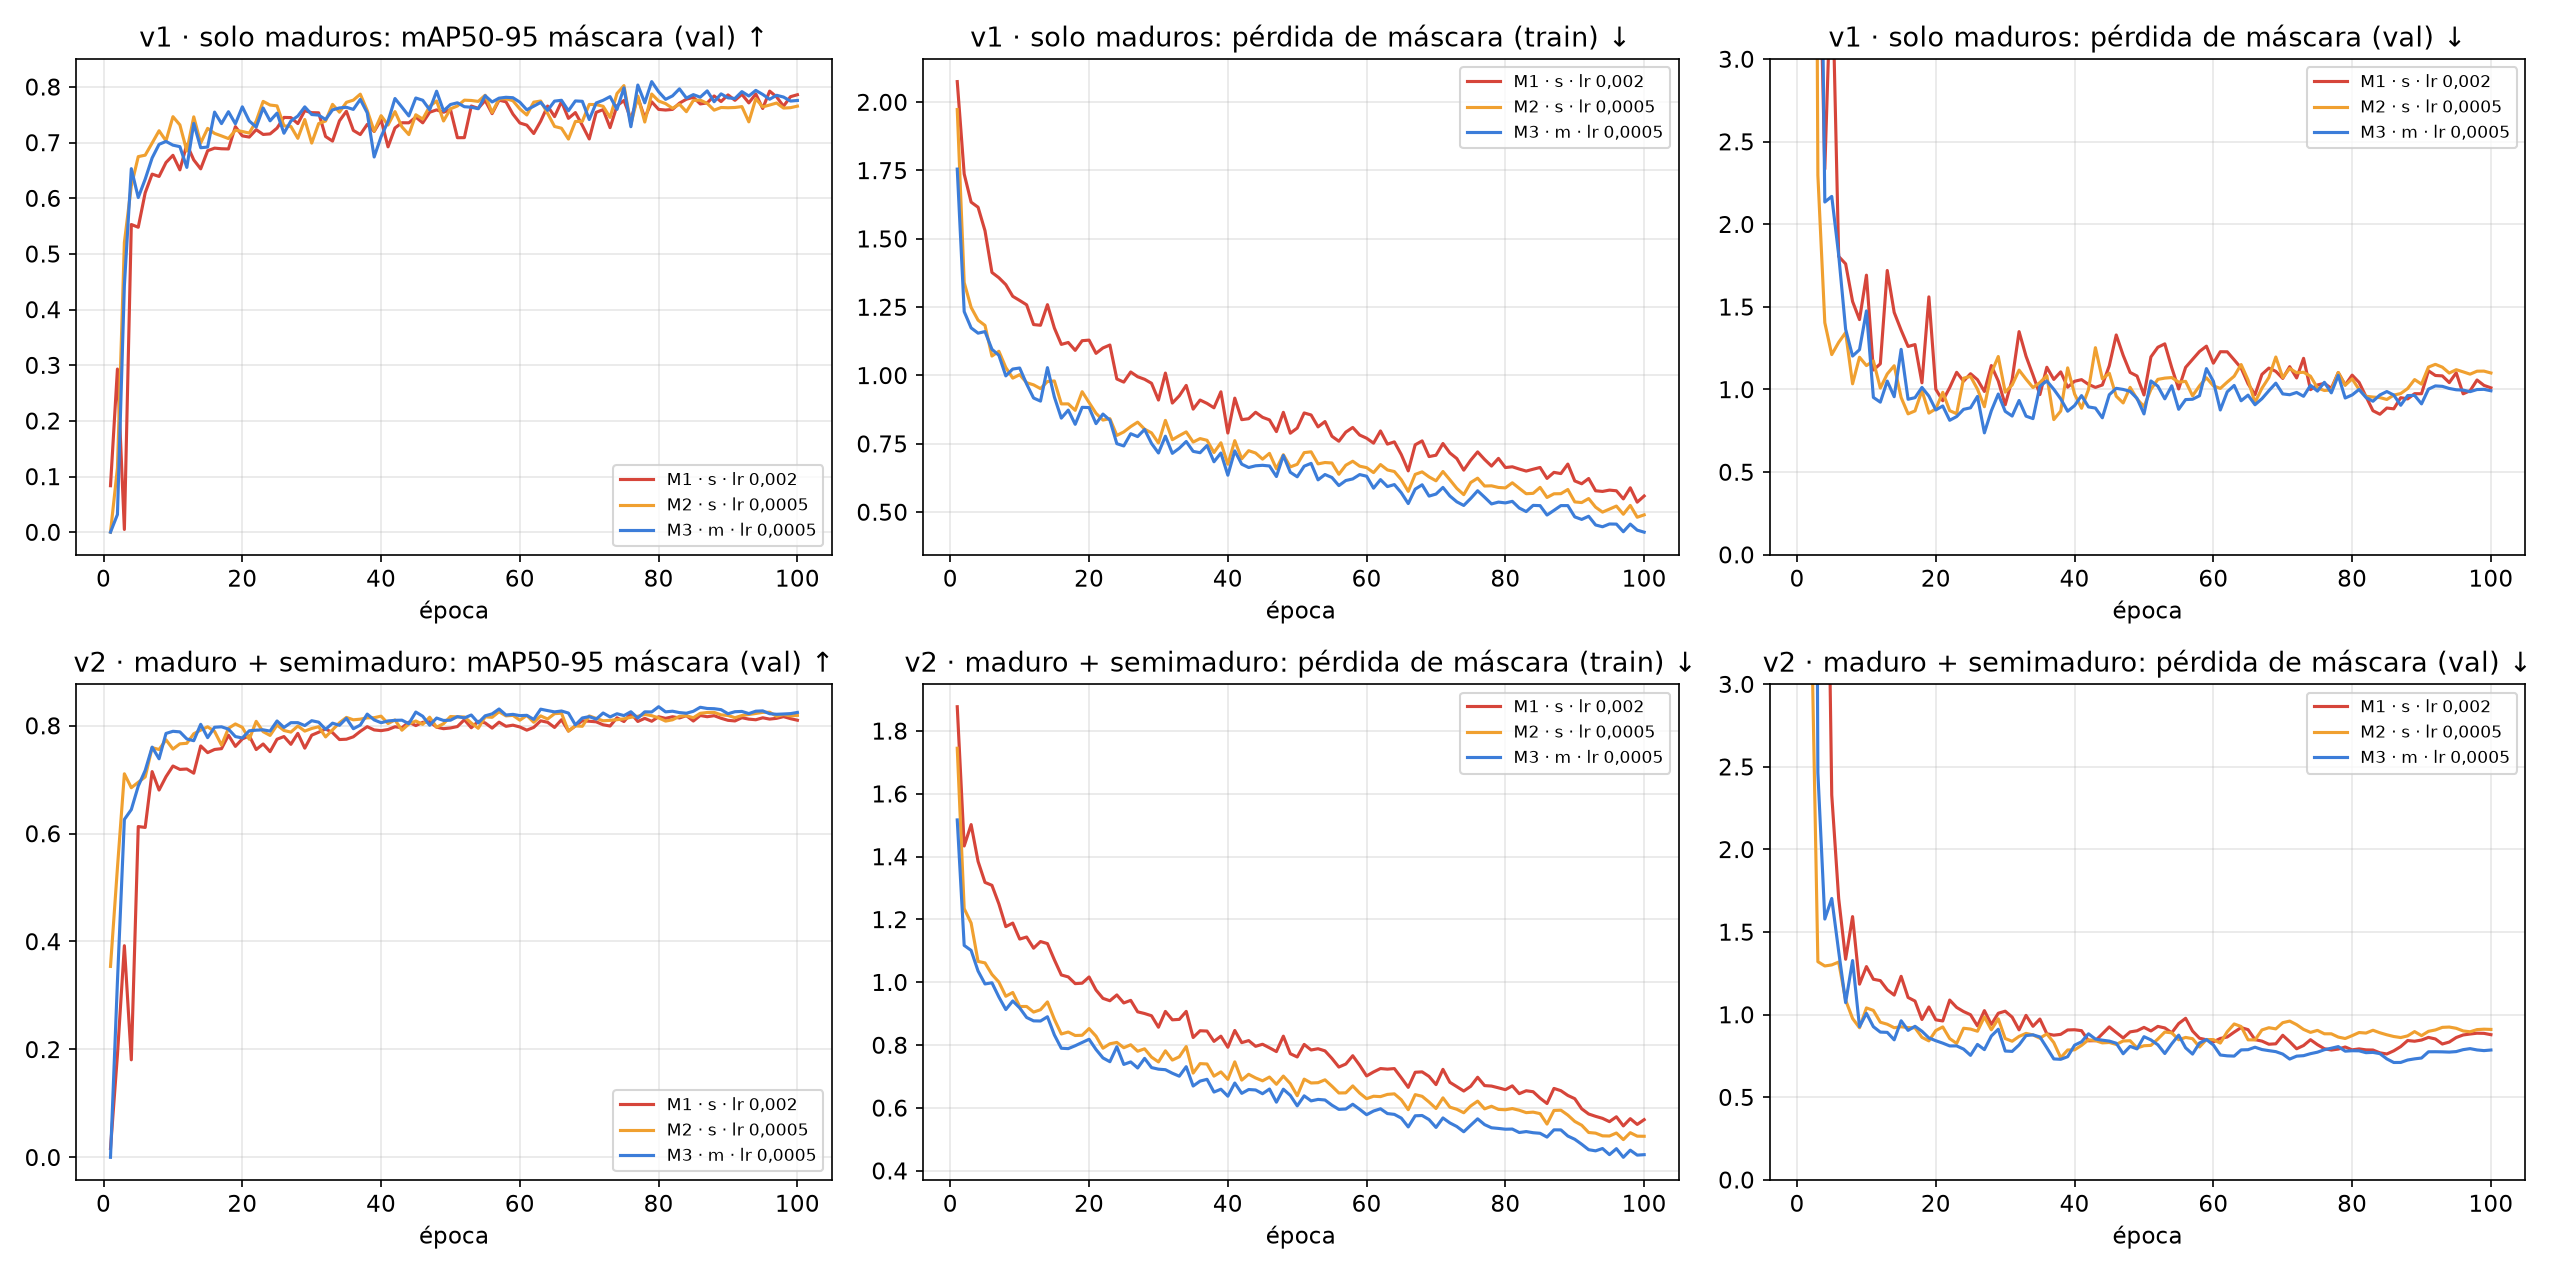 v1 · solo maduros: mAP50-95 máscara (val) ↑
0.8
0.7
0.6
0.5
0.4
0.3
0.2
0.1
0.0
M1 · s · lr 0,002
M2 · s · lr 0,0005
M3 · m · lr 0,0005
0 20 40 60 80 100
época
v1 · solo maduros: pérdida de máscara (train) ↓
2.00
1.75
1.50
1.25
1.00
0.75
0.50
M1 · s · lr 0,002
M2 · s · lr 0,0005
M3 · m · lr 0,0005
0 20 40 60 80 100
época
v1 · solo maduros: pérdida de máscara (val) ↓
3.0
2.5
2.0
1.5
1.0
0.5
0.0
M1 · s · lr 0,002
M2 · s · lr 0,0005
M3 · m · lr 0,0005
0 20 40 60 80 100
época
v2 · maduro + semimaduro: mAP50-95 máscara (val) ↑
0.8
0.6
0.4
0.2
0.0
M1 · s · lr 0,002
M2 · s · lr 0,0005
M3 · m · lr 0,0005
0 20 40 60 80 100
época
v2 · maduro + semimaduro: pérdida de máscara (train) ↓
1.8
1.6
1.4
1.2
1.0
0.8
0.6
0.4
M1 · s · lr 0,002
M2 · s · lr 0,0005
M3 · m · lr 0,0005
0 20 40 60 80 100
época
v2 · maduro + semimaduro: pérdida de máscara (val) ↓
3.0
2.5
2.0
1.5
1.0
0.5
0.0
M1 · s · lr 0,002
M2 · s · lr 0,0005
M3 · m · lr 0,0005
0 20 40 60 80 100
época